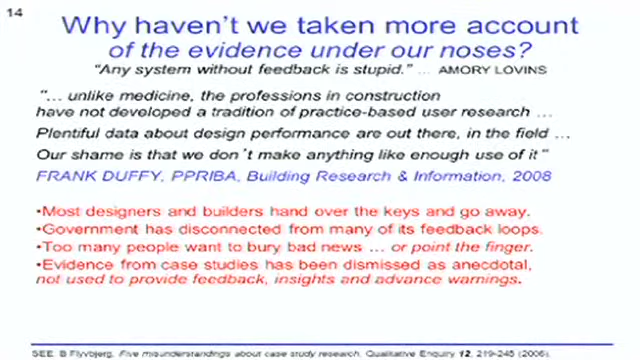 14
Why haven't we taken more account
of the evidence under our noses?
"Any system without feedback is stupid." ... AMORY LOVINS
"... unlike medicine, the professions in construction
have not developed a tradition of practice-based user research ...
Plentiful data about design performance are out there, in the field ...
Our shame is that we don't make anything like enough use of it"
FRANK DUFFY, PPRIBA, Building Research & Information, 2008
•Most designers and builders hand over the keys and go away.
•Government has disconnected from many of its feedback loops.
•Too many people want to bury bad news ... or point the finger.
•Evidence from case studies has been dismissed as anecdotal,
not used to provide feedback, insights and advance warnings.
SEE: B Flyvbjerg, Five misunderstandings about case study research, Qualitative Enquiry 12, 219-245 (2006).